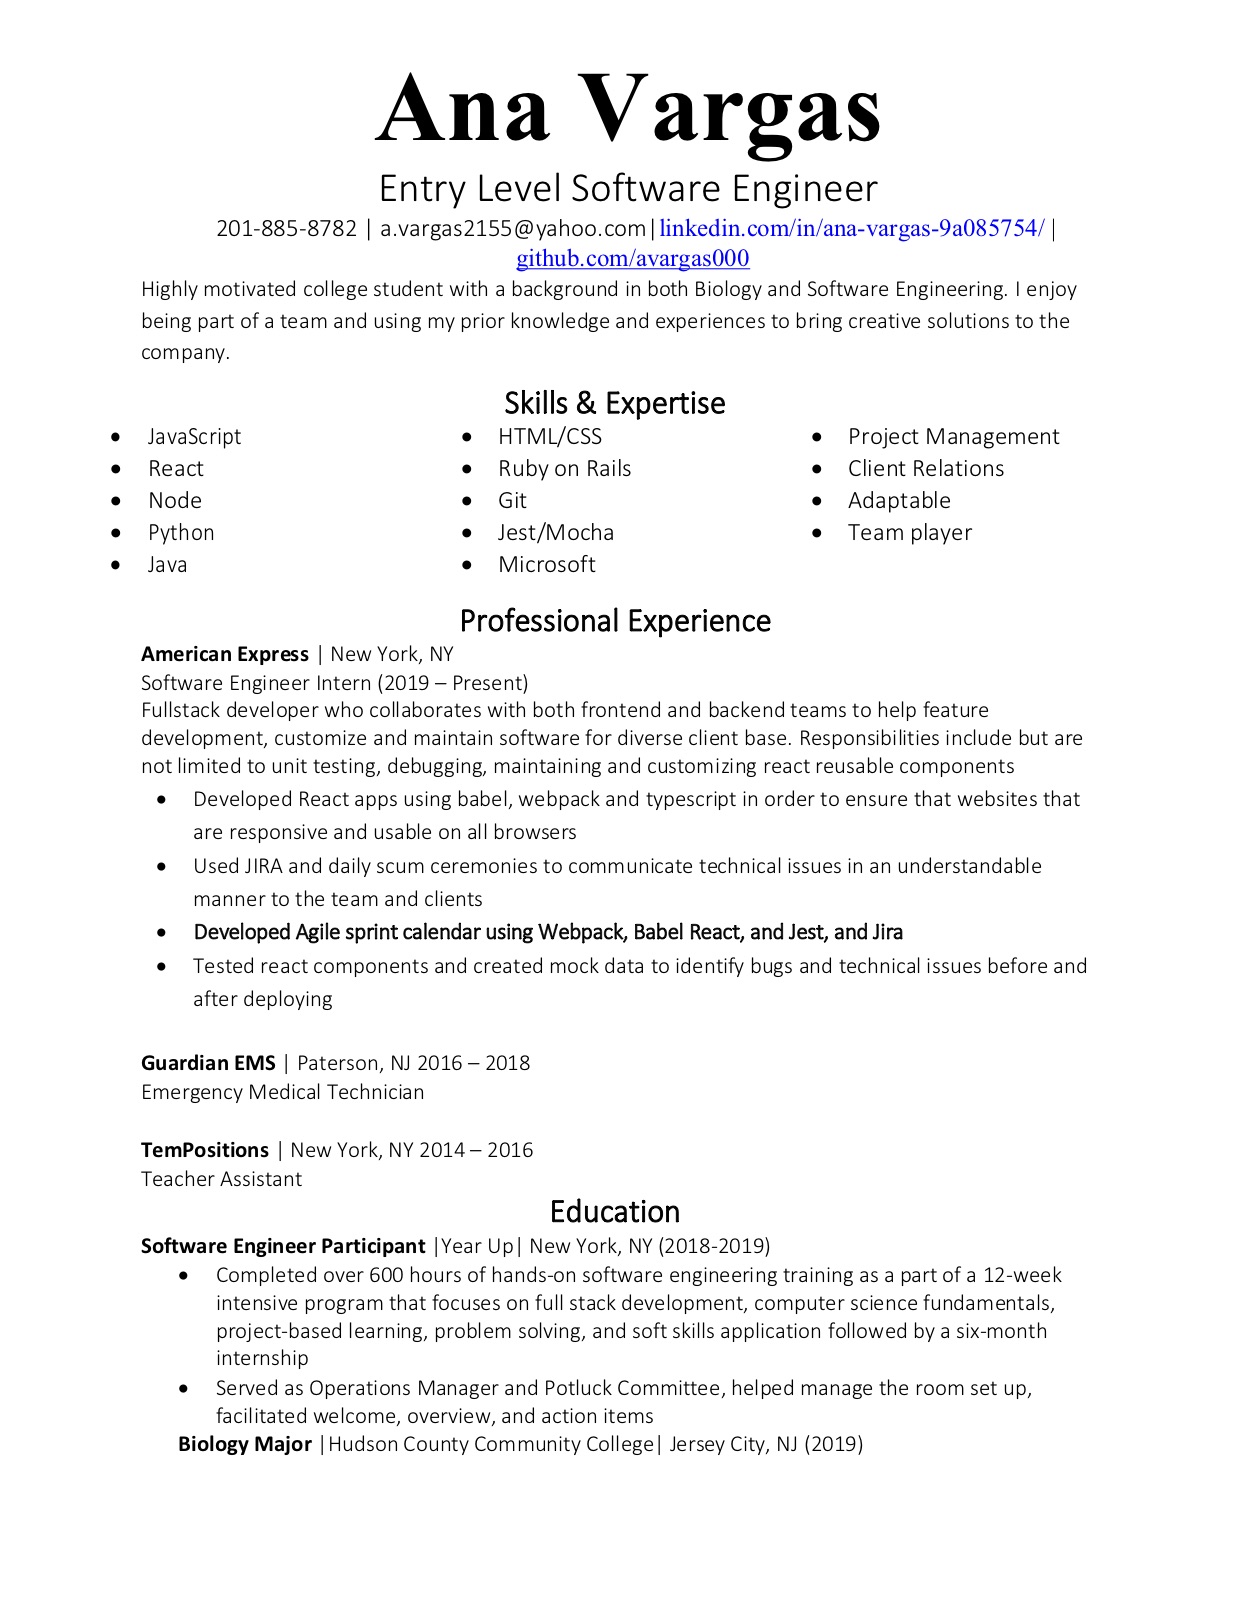 Ana Vargas
Entry Level Software Engineer
201-885-8782 | a.vargas2155@yahoo.com|linkedin.com/in/ana-vargas-9a085754/ |
github.com/avargas000
Highly motivated college student with a background in both Biology and Software Engineering. I enjoy
being part of a team and using my prior knowledge and experiences to bring creative solutions to the
company.
Skills & Expertise
• JavaScript
• React
• Node
• Python
• Java
• HTML/CSS
• Ruby on Rails
• Git
• Jest/Mocha
• Microsoft
• Project Management
• Client Relations
• Adaptable
• Team player
Professional Experience
American Express | New York, NY
Software Engineer Intern (2019 – Present)
Fullstack developer who collaborates with both frontend and backend teams to help feature
development, customize and maintain software for diverse client base. Responsibilities include but are
not limited to unit testing, debugging, maintaining and customizing react reusable components
• Developed React apps using babel, webpack and typescript in order to ensure that websites that
are responsive and usable on all browsers
• Used JIRA and daily scum ceremonies to communicate technical issues in an understandable
manner to the team and clients
• Developed Agile sprint calendar using Webpack, Babel React, and Jest, and Jira
• Tested react components and created mock data to identify bugs and technical issues before and
after deploying
Guardian EMS | Paterson, NJ 2016 – 2018
Emergency Medical Technician
TemPositions | New York, NY 2014 – 2016
Teacher Assistant
Education
Software Engineer Participant |Year Up| New York, NY (2018-2019)
• Completed over 600 hours of hands-on software engineering training as a part of a 12-week
intensive program that focuses on full stack development, computer science fundamentals,
project-based learning, problem solving, and soft skills application followed by a six-month
internship
• Served as Operations Manager and Potluck Committee, helped manage the room set up,
facilitated welcome, overview, and action items
Biology Major |Hudson County Community College| Jersey City, NJ (2019)